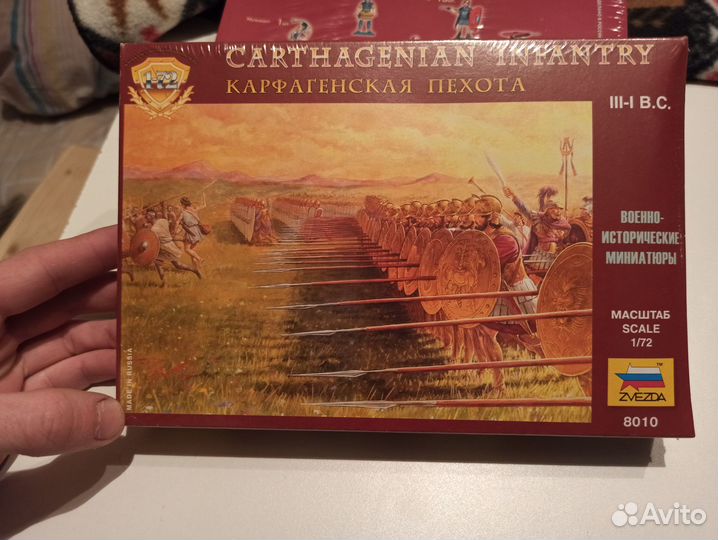 1:72
CARTHAGENIAN INFANTRY
КАРФАГЕНСКАЯ ПЕХОТА
III-I B.C.
ВОЕННО-
ИСТОРИЧЕСКИЕ
МИНИАТЮРЫ
МАСШТАБ
SCALE
1/72
TM
ZVEZDA
8010
MADE IN RUSSIA
Avito